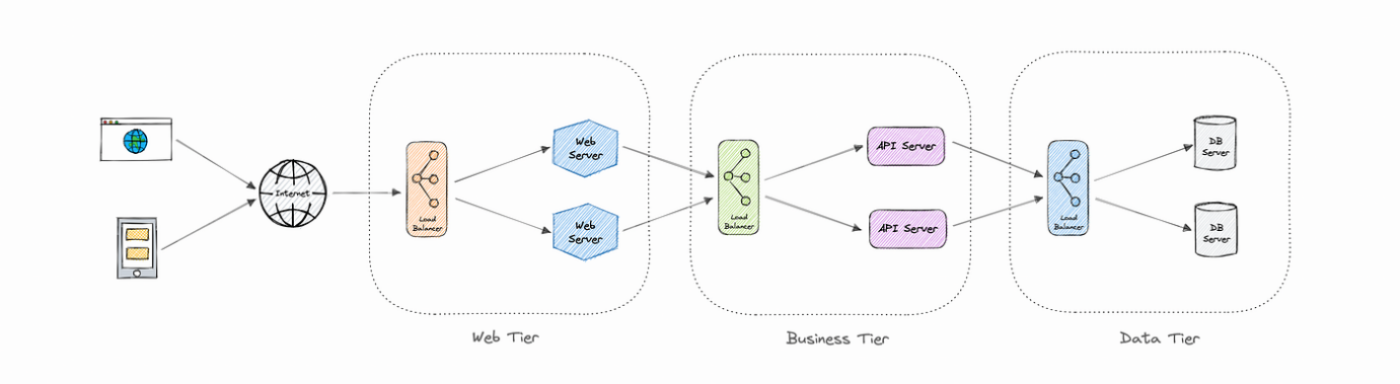 Internet
Load
Balancer
Web
Server
Web
Server
Web Tier
Load
Balancer
API Server
API Server
Business Tier
Load
Balancer
DB
Server
DB
Server
Data Tier